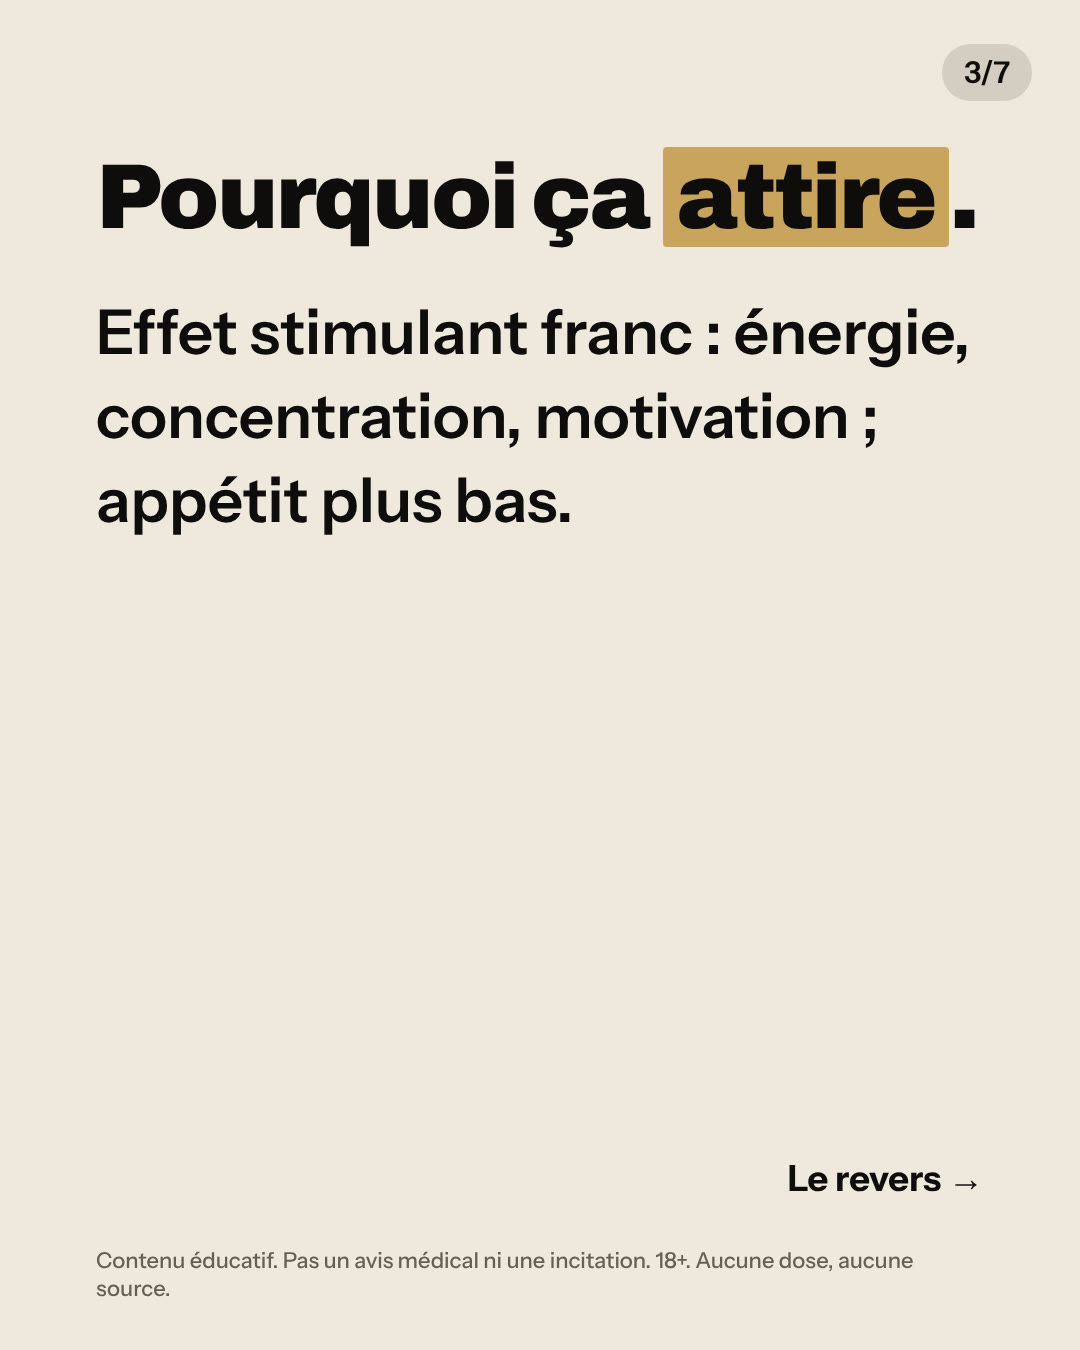 3/7
Pourquoi ça attire.
Effet stimulant franc : énergie,
concentration, motivation ;
appétit plus bas.
Le revers →
Contenu éducatif. Pas un avis médical ni une incitation. 18+. Aucune dose, aucune
source.